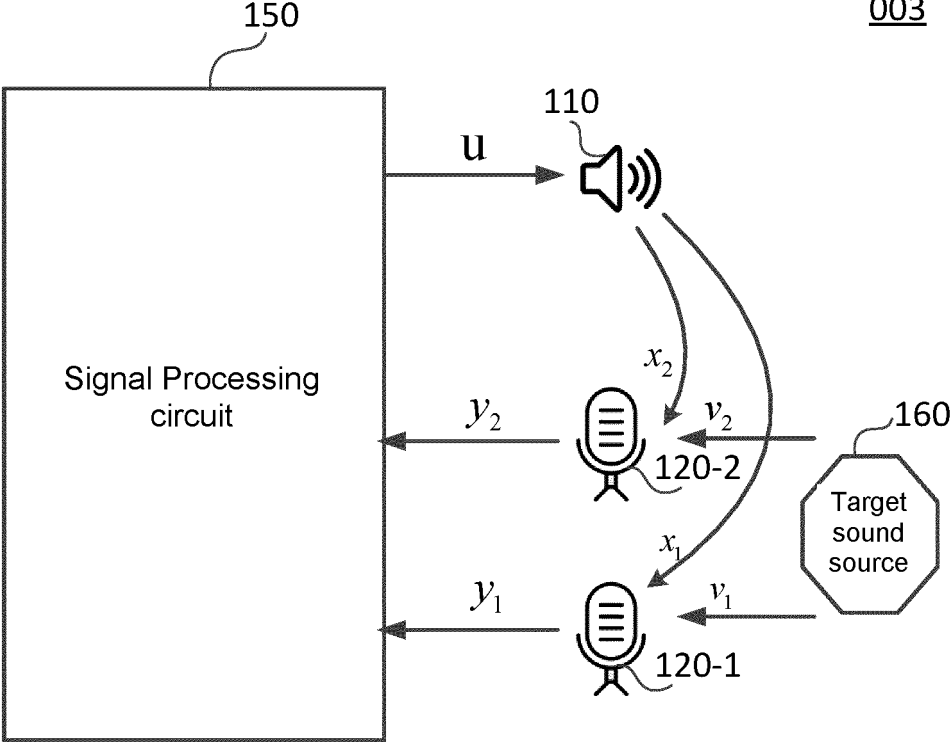 150
003
110
u
Signal Processing
circuit
x₂
y₂
v₂
160
120-2
Target
sound
source
x₁
y₁
v₁
120-1